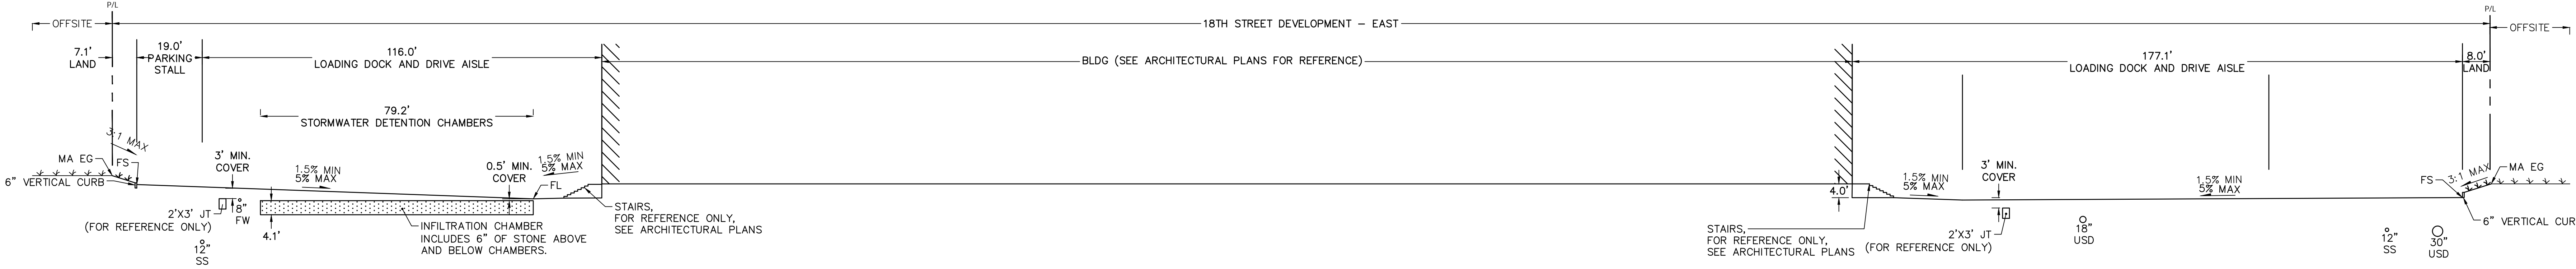 P/L
P/L
OFFSITE
18TH STREET DEVELOPMENT - EAST
OFFSITE
7.1'
LAND
19.0'
PARKING
STALL
116.0'
LOADING DOCK AND DRIVE AISLE
BLDG (SEE ARCHITECTURAL PLANS FOR REFERENCE)
177.1'
LOADING DOCK AND DRIVE AISLE
8.0'
LAND
79.2'
STORMWATER DETENTION CHAMBERS
3:1 MAX
MA EG
FS
6" VERTICAL CURB
3' MIN.
COVER
1.5% MIN
5% MAX
0.5' MIN.
COVER
1.5% MIN
5% MAX
FL
2'X3' JT
(FOR REFERENCE ONLY)
8"
FW
4.1'
12"
SS
INFILTRATION CHAMBER
INCLUDES 6" OF STONE ABOVE
AND BELOW CHAMBERS.
STAIRS,
FOR REFERENCE ONLY,
SEE ARCHITECTURAL PLANS
4.0'
1.5% MIN
5% MAX
3' MIN.
COVER
1.5% MIN
5% MAX
FS
3:1 MAX
MA EG
6" VERTICAL CUR
STAIRS,
FOR REFERENCE ONLY,
SEE ARCHITECTURAL PLANS
2'X3' JT
(FOR REFERENCE ONLY)
18"
USD
12"
SS
30"
USD